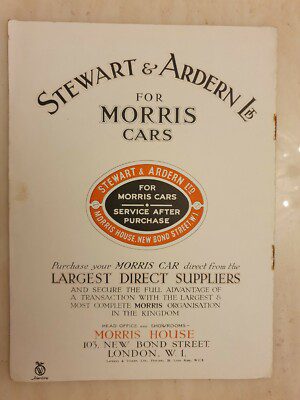 STEWART & ARDERN LD
FOR
MORRIS
CARS
STEWART & ARDERN LTD
FOR
MORRIS CARS
SERVICE AFTER
PURCHASE
MORRIS HOUSE, NEW BOND STREET W.1
Purchase your MORRIS CAR direct from the
LARGEST DIRECT SUPPLIERS
AND SECURE THE FULL ADVANTAGE OF
A TRANSACTION WITH THE LARGEST &
MOST COMPLETE MORRIS ORGANISATION
IN THE KINGDOM
HEAD OFFICE AND SHOWROOMS-
MORRIS HOUSE
103, NEW BOND STREET
LONDON, W. 1.